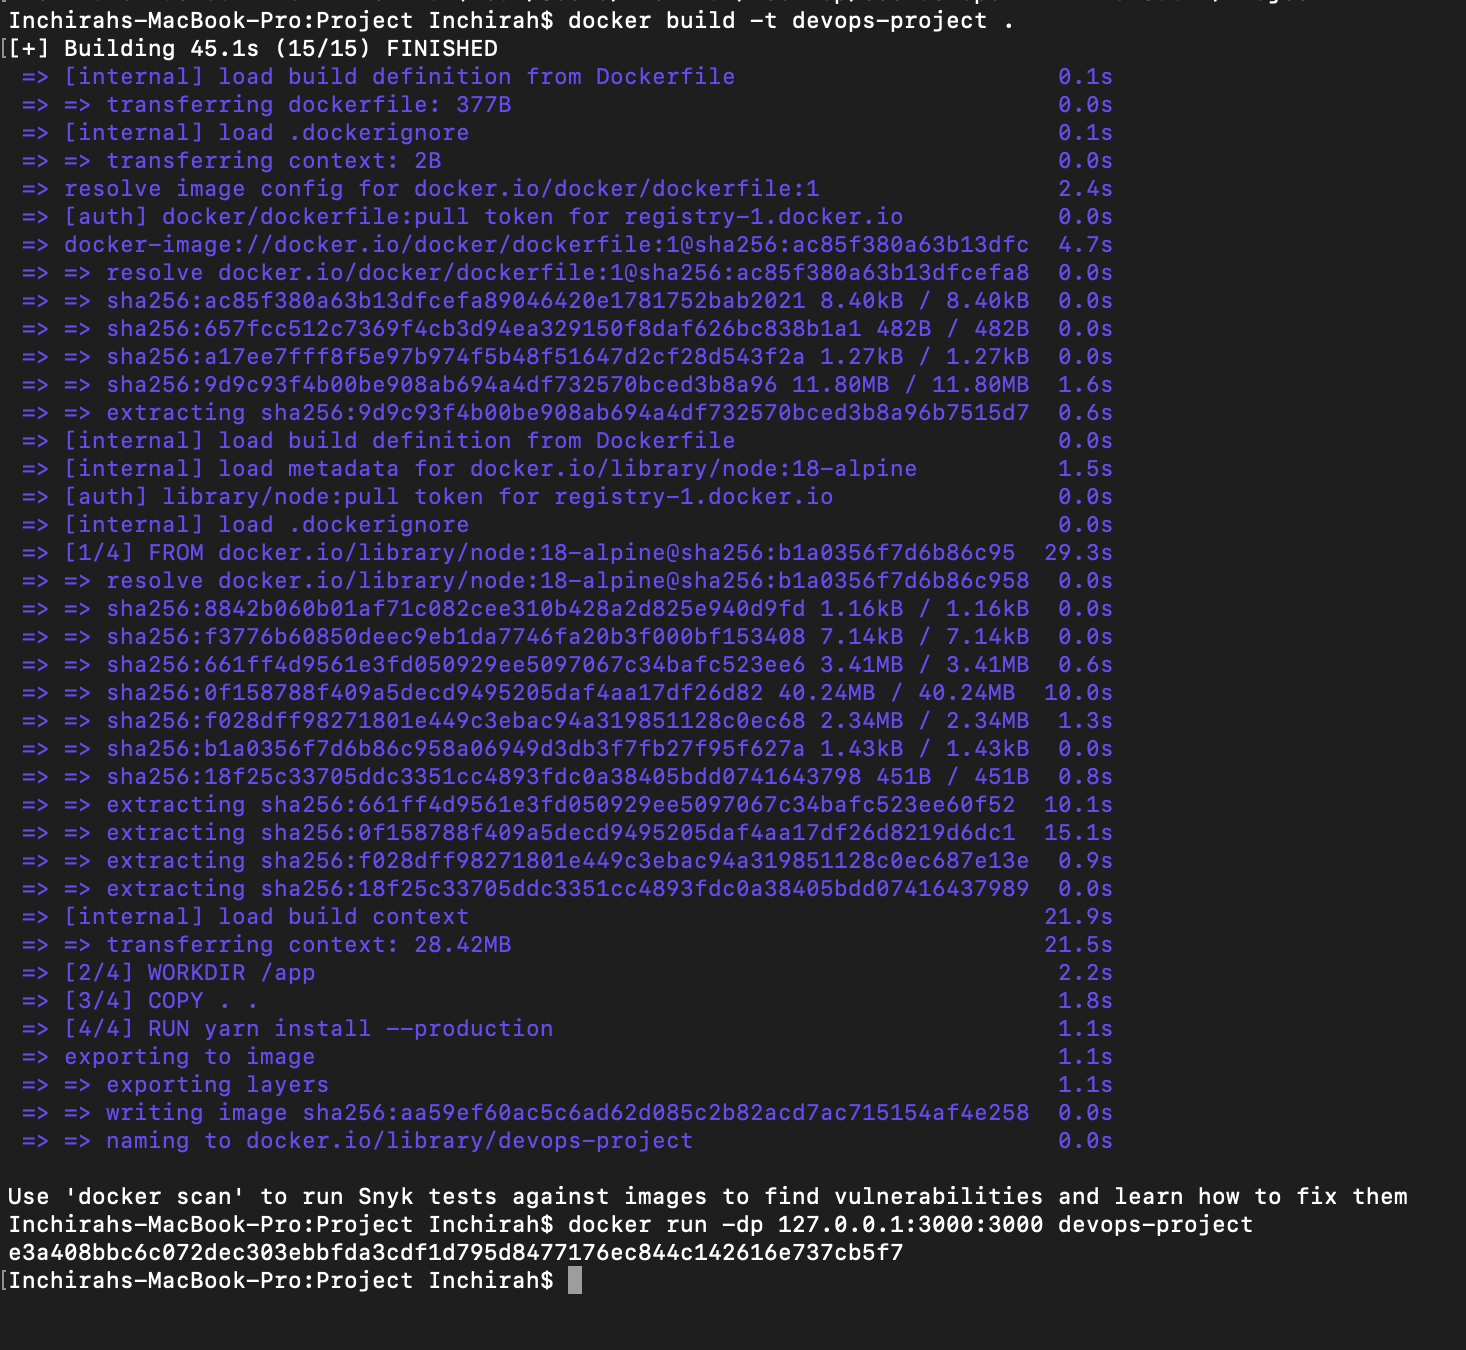 Inchirahs-MacBook-Pro:Project Inchirah$ docker build -t devops-project .
[[+] Building 45.1s (15/15) FINISHED
=> [internal] load build definition from Dockerfile 0.1s
=> => transferring dockerfile: 377B 0.0s
=> [internal] load .dockerignore 0.1s
=> => transferring context: 2B 0.0s
=> resolve image config for docker.io/docker/dockerfile:1 2.4s
=> [auth] docker/dockerfile:pull token for registry-1.docker.io 0.0s
=> docker-image://docker.io/docker/dockerfile:1@sha256:ac85f380a63b13dfc 4.7s
=> => resolve docker.io/docker/dockerfile:1@sha256:ac85f380a63b13dfcefa8 0.0s
=> => sha256:ac85f380a63b13dfcefa89046420e1781752bab2021 8.40kB / 8.40kB 0.0s
=> => sha256:657fcc512c7369f4cb3d94ea329150f8daf626bc838b1a1 482B / 482B 0.0s
=> => sha256:a17ee7fff8f5e97b974f5b48f51647d2cf28d543f2a 1.27kB / 1.27kB 0.0s
=> => sha256:9d9c93f4b00be908ab694a4df732570bced3b8a96 11.80MB / 11.80MB 1.6s
=> => extracting sha256:9d9c93f4b00be908ab694a4df732570bced3b8a96b7515d7 0.6s
=> [internal] load build definition from Dockerfile 0.0s
=> [internal] load metadata for docker.io/library/node:18-alpine 1.5s
=> [auth] library/node:pull token for registry-1.docker.io 0.0s
=> [internal] load .dockerignore 0.0s
=> [1/4] FROM docker.io/library/node:18-alpine@sha256:b1a0356f7d6b86c95 29.3s
=> => resolve docker.io/library/node:18-alpine@sha256:b1a0356f7d6b86c958 0.0s
=> => sha256:8842b060b01af71c082cee310b428a2d825e940d9fd 1.16kB / 1.16kB 0.0s
=> => sha256:f3776b60850deec9eb1da7746fa20b3f000bf153408 7.14kB / 7.14kB 0.0s
=> => sha256:661ff4d9561e3fd050929ee5097067c34bafc523ee6 3.41MB / 3.41MB 0.6s
=> => sha256:0f158788f409a5decd9495205daf4aa17df26d82 40.24MB / 40.24MB 10.0s
=> => sha256:f028dff98271801e449c3ebac94a319851128c0ec68 2.34MB / 2.34MB 1.3s
=> => sha256:b1a0356f7d6b86c958a06949d3db3f7fb27f95f627a 1.43kB / 1.43kB 0.0s
=> => sha256:18f25c33705ddc3351cc4893fdc0a38405bdd0741643798 451B / 451B 0.8s
=> => extracting sha256:661ff4d9561e3fd050929ee5097067c34bafc523ee60f52 10.1s
=> => extracting sha256:0f158788f409a5decd9495205daf4aa17df26d8219d6dc1 15.1s
=> => extracting sha256:f028dff98271801e449c3ebac94a319851128c0ec687e13e 0.9s
=> => extracting sha256:18f25c33705ddc3351cc4893fdc0a38405bdd07416437989 0.0s
=> [internal] load build context 21.9s
=> => transferring context: 28.42MB 21.5s
=> [2/4] WORKDIR /app 2.2s
=> [3/4] COPY . . 1.8s
=> [4/4] RUN yarn install --production 1.1s
=> exporting to image 1.1s
=> => exporting layers 1.1s
=> => writing image sha256:aa59ef60ac5c6ad62d085c2b82acd7ac715154af4e258 0.0s
=> => naming to docker.io/library/devops-project 0.0s
Use 'docker scan' to run Snyk tests against images to find vulnerabilities and learn how to fix them
Inchirahs-MacBook-Pro:Project Inchirah$ docker run -dp 127.0.0.1:3000:3000 devops-project
e3a408bbc6c072dec303ebbfda3cdf1d795d8477176ec844c142616e737cb5f7
[Inchirahs-MacBook-Pro:Project Inchirah$